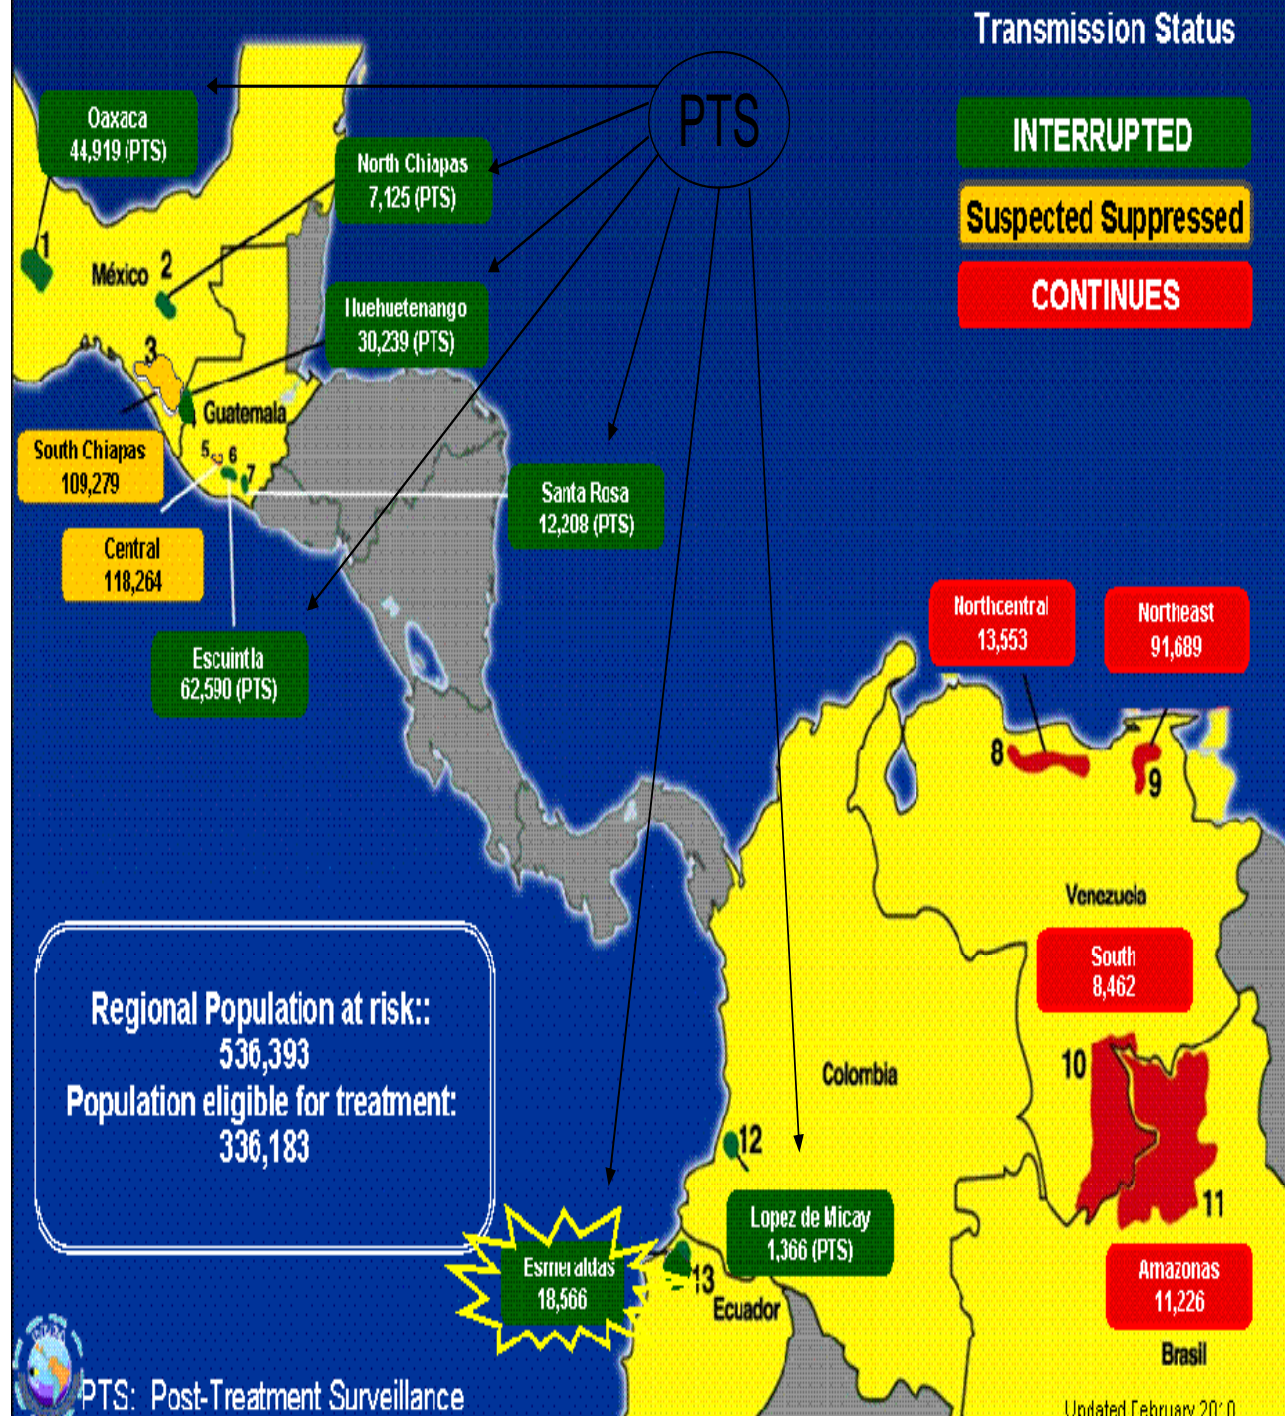 Transmission Status
INTERRUPTED
Suspected Suppressed
CONTINUES
PTS
Oaxaca
44,919 (PTS)
North Chiapas
7,125 (PTS)
Huehuetenango
30,239 (PTS)
1
México
2
3
Guatemala
South Chiapas
109,279
5
6
7
Central
118,264
Santa Rosa
12,208 (PTS)
Escuintla
62,590 (PTS)
Northcentral
13,553
Northeast
91,689
8
9
Venezuela
South
8,462
Regional Population at risk::
536,393
Population eligible for treatment:
336,183
Colombia
10
11
12
Lopez de Micay
1,366 (PTS)
Esmeraldas
18,566
13
Ecuador
Amazonas
11,226
Brasil
PTS: Post-Treatment Surveillance
Updated February 2010